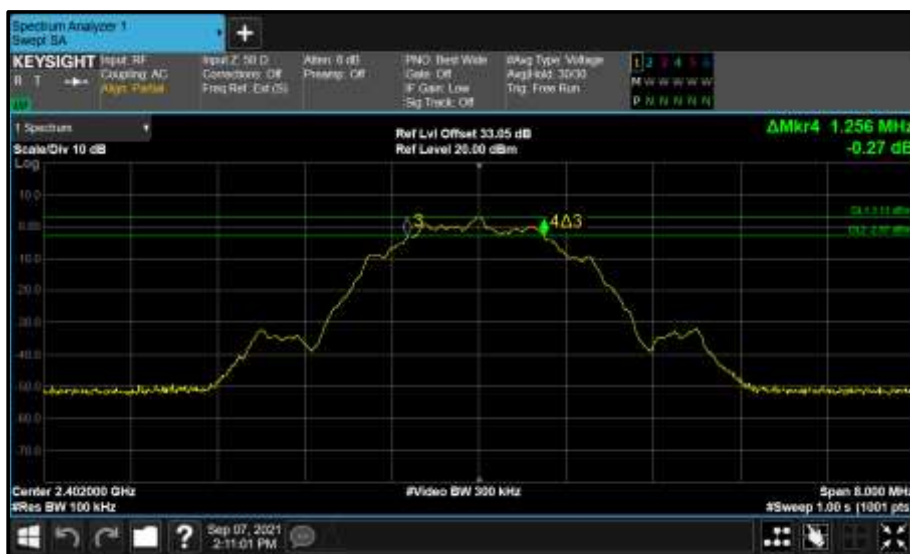 Spectrum Analyzer 1
Swept SA
+
KEYSIGHT Input: RF Input Z: 50 Ω Atten: 6 dB PNO: Best Wide #Avg Type: Voltage 1 2 3 4 5 6
R T Coupling: AC Corrections: Off Preamp: Off Gate: Off Avg|Hold: 30/30 M W W W W W
Align: Partial Freq Ref: Ext (S) IF Gain: Low Trig: Free Run
Sig Track: Off P N N N N N
1 Spectrum
Ref Lvl Offset 33.05 dB ΔMkr4 1.256 MHz
Scale/Div 10 dB Ref Level 20.00 dBm -0.27 dB
Log
10.0
0.00
-10.0
-20.0
-30.0
-40.0
-50.0
-60.0
-70.0
3
4Δ3
Center 2.402000 GHz #Video BW 300 kHz Span 8.000 MHz
#Res BW 100 kHz #Sweep 1.00 s (1001 pts
? Sep 07, 2021
2:11:01 PM